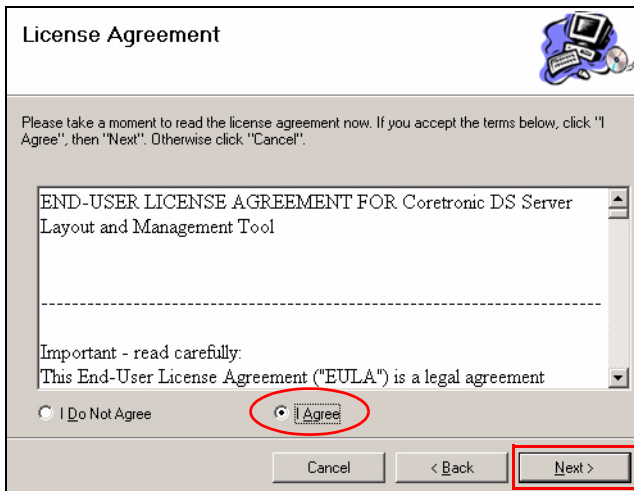 License Agreement
Please take a moment to read the license agreement now. If you accept the terms below, click "I
Agree", then "Next". Otherwise click "Cancel".
END-USER LICENSE AGREEMENT FOR Coretronic DS Server
Layout and Management Tool
--------------------------------------------------------------------------------
Important - read carefully:
This End-User License Agreement ("EULA") is a legal agreement
I Do Not Agree
I Agree
Cancel
< Back
Next >